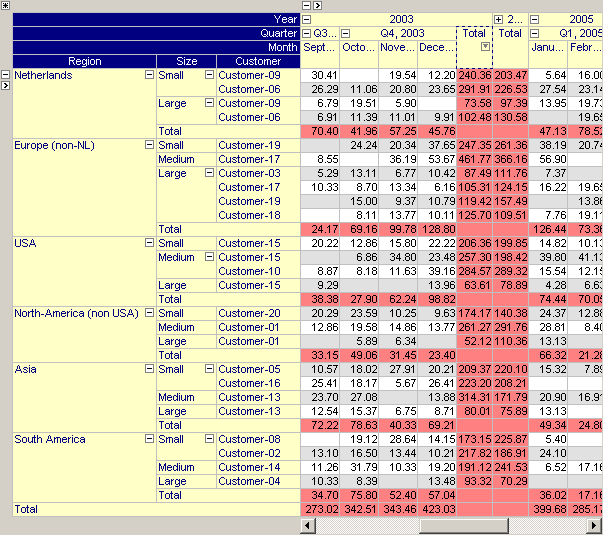 Year 2003 2... 2005
Quarter Q3... Q4, 2003 Total Total Q1, 2005
Month Sept... Octo... Nove... Dece... Janu... Febr...
Region Size Customer
Netherlands Small Customer-09 30.41 19.54 12.20 240.36 203.47 5.64 16.00
Customer-06 26.29 11.06 20.80 23.65 291.91 226.53 27.54 23.14
Large Customer-09 6.79 19.51 5.90 73.58 97.39 13.95 19.73
Customer-06 6.91 11.39 11.01 9.91 102.48 130.58 19.65
Total 70.40 41.96 57.25 45.76 47.13 78.52
Europe (non-NL) Small Customer-19 24.24 20.34 37.65 247.35 261.36 38.19 20.74
Medium Customer-17 8.55 36.19 53.67 461.77 366.16 56.90
Large Customer-03 5.29 13.11 6.77 10.42 87.49 111.76 7.37
Customer-17 10.33 8.70 13.34 6.16 105.31 124.15 16.22 19.65
Customer-19 15.00 9.37 10.79 119.42 157.49 13.86
Customer-18 8.11 13.77 10.11 125.70 109.51 7.76 19.11
Total 24.17 69.16 99.78 128.80 126.44 73.36
USA Small Customer-15 20.22 12.86 15.80 22.22 206.36 199.85 14.82 10.13
Medium Customer-15 6.86 34.80 23.48 257.30 198.42 39.80 41.13
Customer-10 8.87 8.18 11.63 39.16 284.57 289.32 15.54 12.15
Large Customer-15 9.29 13.96 63.61 78.89 4.28 6.63
Total 38.38 27.90 62.24 98.82 74.44 70.05
North-America (non USA) Small Customer-20 20.29 23.59 10.25 9.63 174.17 140.38 24.37 12.88
Medium Customer-01 12.86 19.58 14.86 13.77 261.27 291.76 28.81 8.40
Large Customer-01 5.89 6.34 52.12 110.36 13.13
Total 33.15 49.06 31.45 23.40 66.32 21.28
Asia Small Customer-05 10.57 18.02 27.91 20.21 209.37 220.10 15.32 7.89
Customer-16 25.41 18.17 5.67 26.41 223.20 208.21
Medium Customer-13 23.70 27.08 13.88 314.31 171.79 20.90 16.91
Large Customer-13 12.54 15.37 6.75 8.71 80.01 75.89 13.13
Total 72.22 78.63 40.33 69.21 49.34 24.80
South America Small Customer-08 19.12 28.64 14.15 173.15 225.87 5.40
Customer-02 13.10 16.50 13.44 10.21 217.82 186.91 24.10
Medium Customer-14 11.26 31.79 10.33 19.20 191.12 241.53 6.52 17.16
Large Customer-04 10.33 8.39 13.48 93.32 70.29
Total 34.70 75.80 52.40 57.04 36.02 17.16
Total 273.02 342.51 343.46 423.03 399.68 285.17